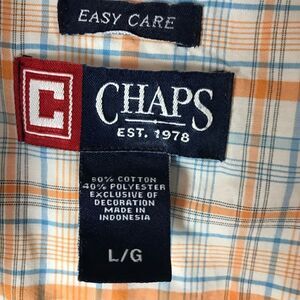 EASY CARE
C
CHAPS
EST. 1978
60% COTTON
40% POLYESTER
EXCLUSIVE OF
DECORATION
MADE IN
INDONESIA
L/G